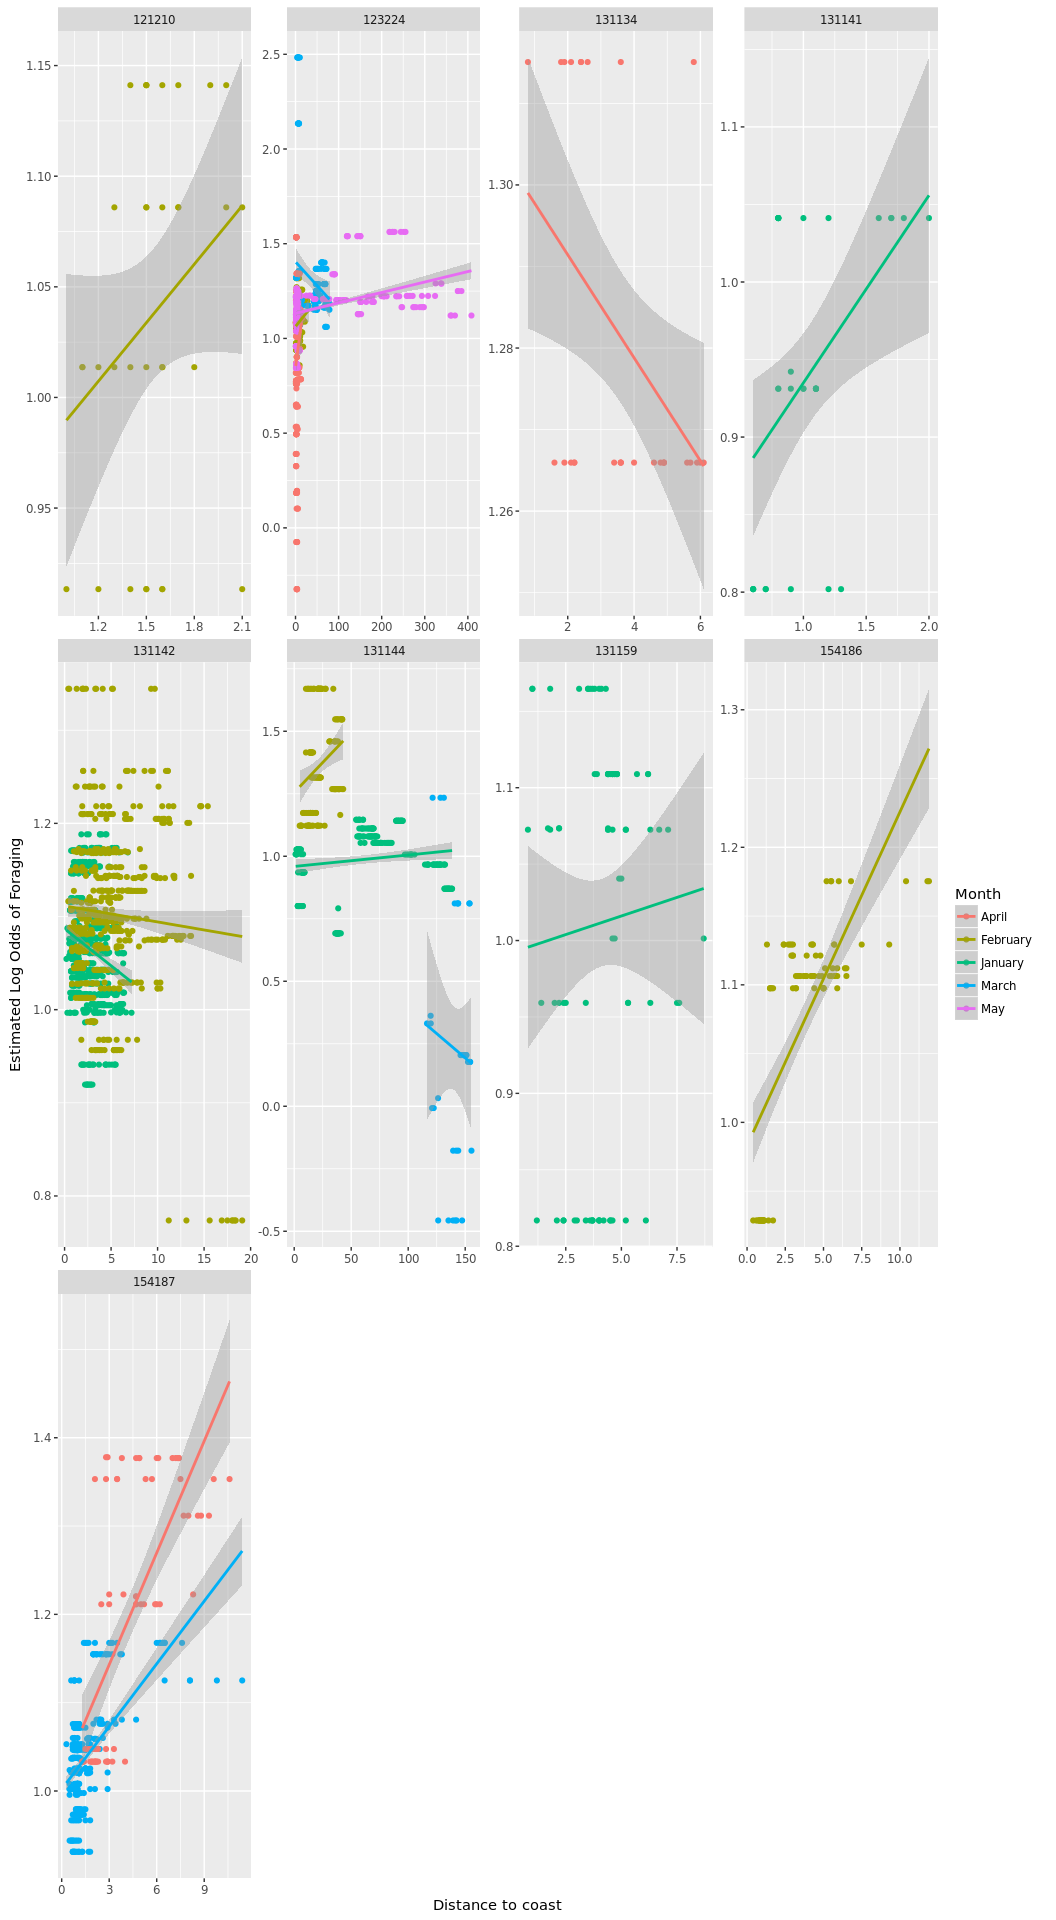 121210 123224 131134 131141
1.15 1.10 1.05 1.00 0.95
2.5 2.0 1.5 1.0 0.5 0.0
1.30 1.28 1.26
1.1 1.0 0.9 0.8
1.2 1.5 1.8 2.1
0 100 200 300 400
2 4 6
1.0 1.5 2.0
131142 131144 131159 154186
1.2 1.0 0.8
1.5 1.0 0.5 0.0 -0.5
1.1 1.0 0.9 0.8
1.3 1.2 1.1 1.0
0 5 10 15 20
0 50 100 150
2.5 5.0 7.5
0.0 2.5 5.0 7.5 10.0
154187
1.4 1.2 1.0
0 3 6 9
Estimated Log Odds of Foraging
Distance to coast
Month
April
February
January
March
May